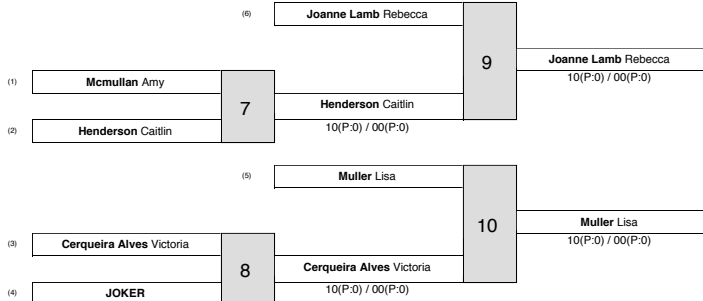 (6) Joanne Lamb Rebecca
9
Joanne Lamb Rebecca
10(P:0) / 00(P:0)
(1) Mcmullan Amy
7
Henderson Caitlin
10(P:0) / 00(P:0)
(2) Henderson Caitlin
(5) Muller Lisa
10
Muller Lisa
10(P:0) / 00(P:0)
(3) Cerqueira Alves Victoria
8
Cerqueira Alves Victoria
10(P:0) / 00(P:0)
(4) JOKER